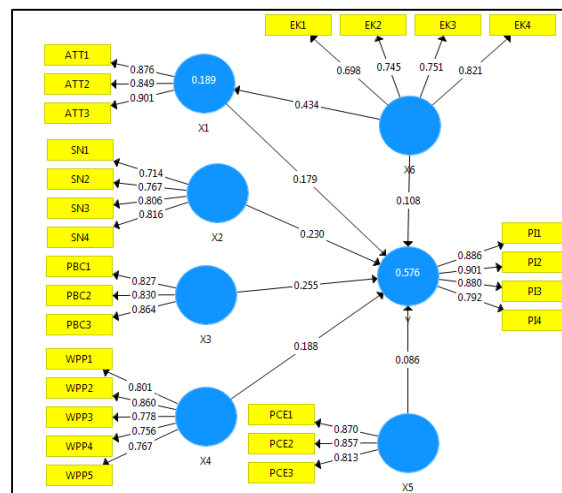 EK1 EK2 EK3 EK4
0.698 0.745 0.751 0.821
X6
ATT1
ATT2
ATT3
0.876
0.849
0.901
0.189
X1
0.434
0.179
0.108
SN1
SN2
SN3
SN4
0.714
0.767
0.806
0.816
X2
0.230
PBC1
PBC2
PBC3
0.827
0.830
0.864
X3
0.255
0.576
Y
0.886
0.901
0.880
0.792
PI1
PI2
PI3
PI4
WPP1
WPP2
WPP3
WPP4
WPP5
0.801
0.860
0.778
0.756
0.767
X4
0.188
0.086
PCE1
PCE2
PCE3
0.870
0.857
0.813
X5